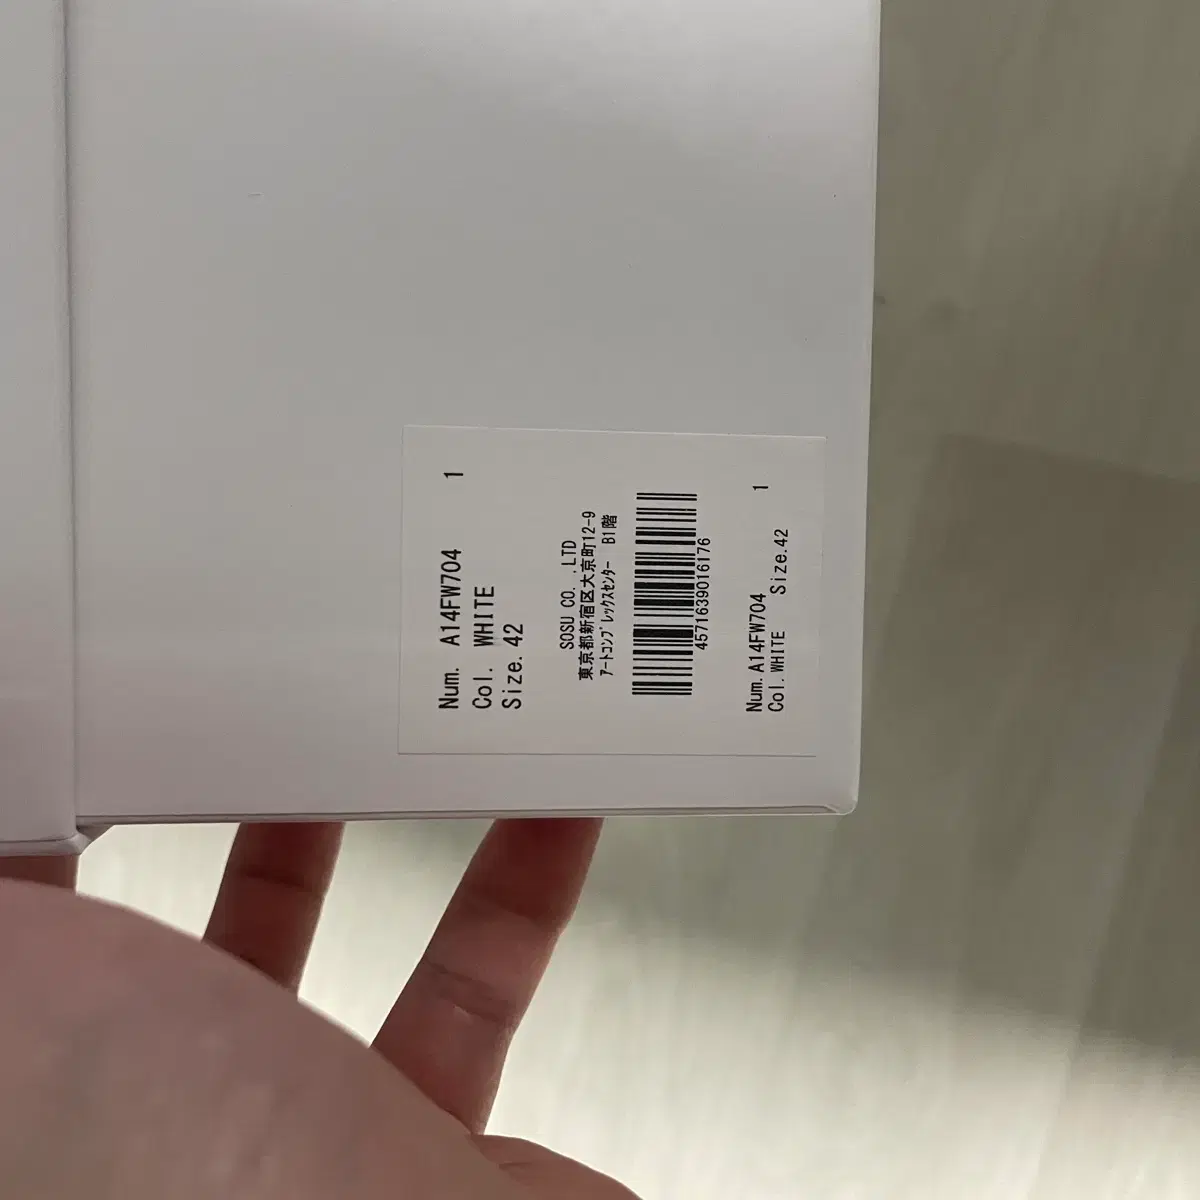 Num. A14FW704 1
Col. WHITE
Size. 42
SOSU CO. .LTD
東京都新宿区大京町12-9
ｱｰﾄｺﾝﾌﾟﾚｯｸｽｾﾝﾀｰ B1階
4571639016176
Num. A14FW704 1
Col. WHITE Size. 42